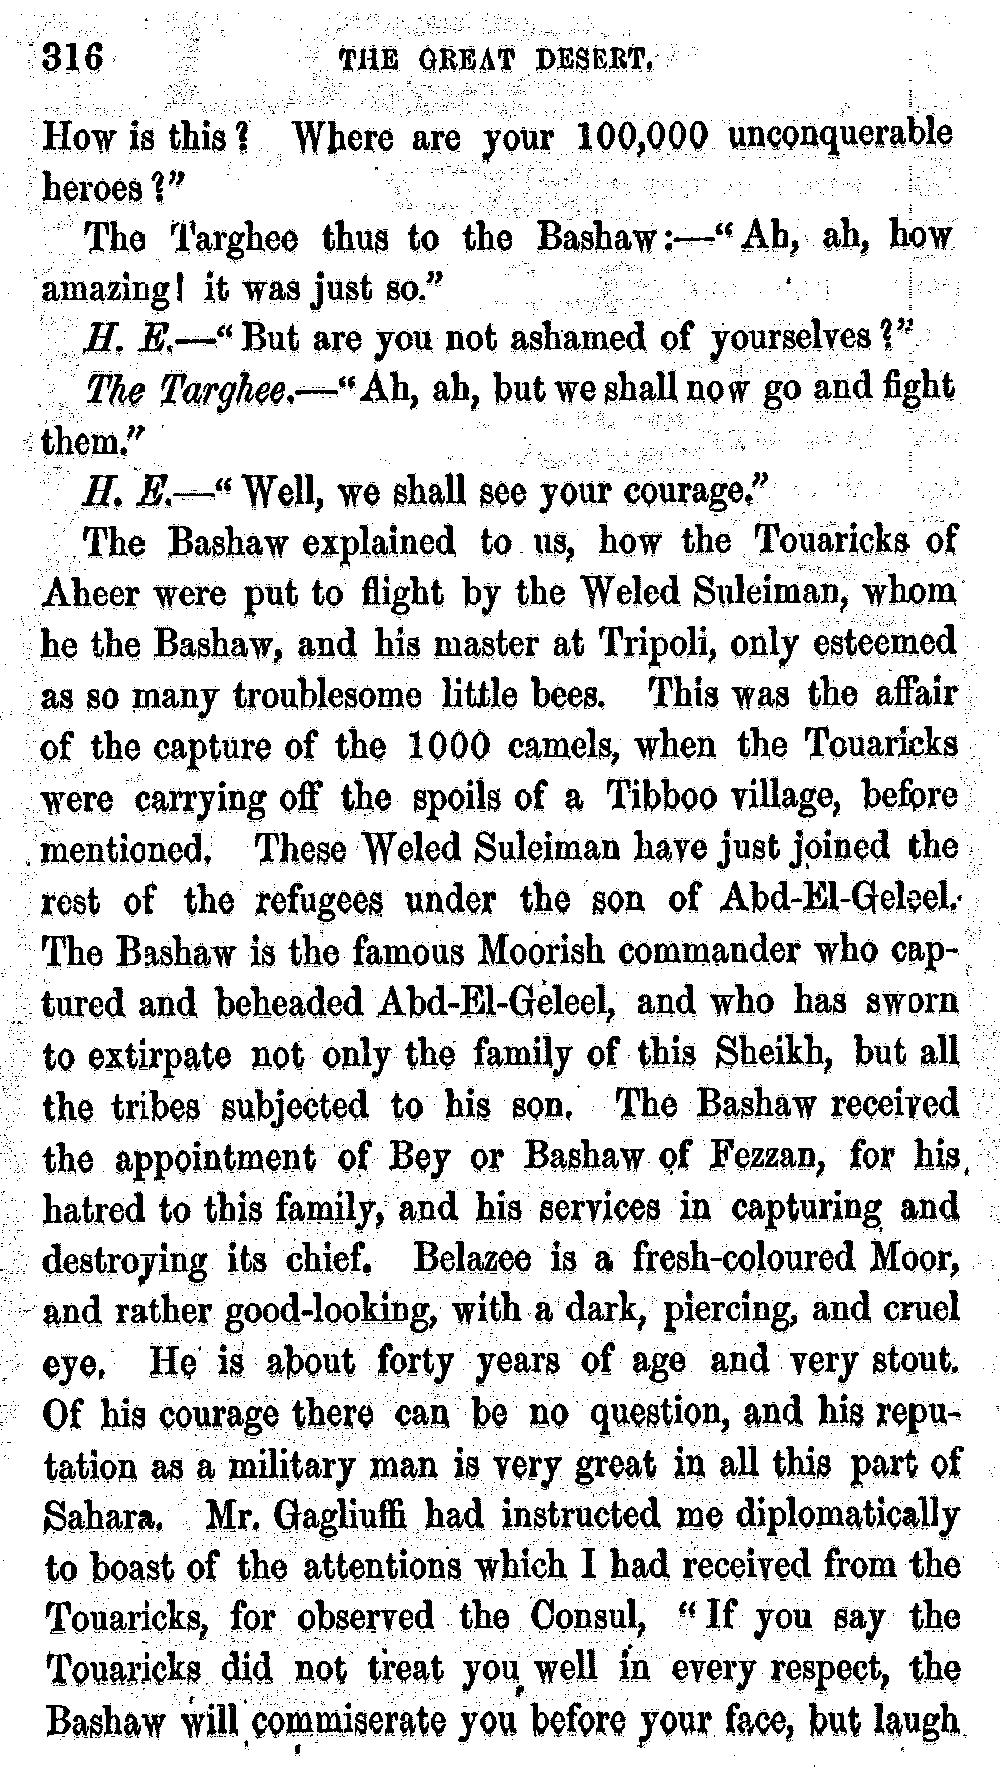 316 THE GREAT DESERT.
How is this? Where are your 100,000 unconquerable
heroes?”
The Targhee thus to the Bashaw:—“Ah, ah, how
amazing! it was just so.”
H. E.—“But are you not ashamed of yourselves?”
The Targhee.—“Ah, ah, but we shall now go and fight
them.”
H. E.—“Well, we shall see your courage.”
The Bashaw explained to us, how the Touaricks of
Aheer were put to flight by the Weled Suleiman, whom
he the Bashaw, and his master at Tripoli, only esteemed
as so many troublesome little bees. This was the affair
of the capture of the 1000 camels, when the Touaricks
were carrying off the spoils of a Tibboo village, before
mentioned. These Weled Suleiman have just joined the
rest of the refugees under the son of Abd-El-Geleel.
The Bashaw is the famous Moorish commander who cap-
tured and beheaded Abd-El-Geleel, and who has sworn
to extirpate not only the family of this Sheikh, but all
the tribes subjected to his son. The Bashaw received
the appointment of Bey or Bashaw of Fezzan, for his
hatred to this family, and his services in capturing and
destroying its chief. Belazee is a fresh-coloured Moor,
and rather good-looking, with a dark, piercing, and cruel
eye. He is about forty years of age and very stout.
Of his courage there can be no question, and his repu-
tation as a military man is very great in all this part of
Sahara. Mr. Gagliuffi had instructed me diplomatically
to boast of the attentions which I had received from the
Touaricks, for observed the Consul, “If you say the
Touaricks did not treat you well in every respect, the
Bashaw will commiserate you before your face, but laugh